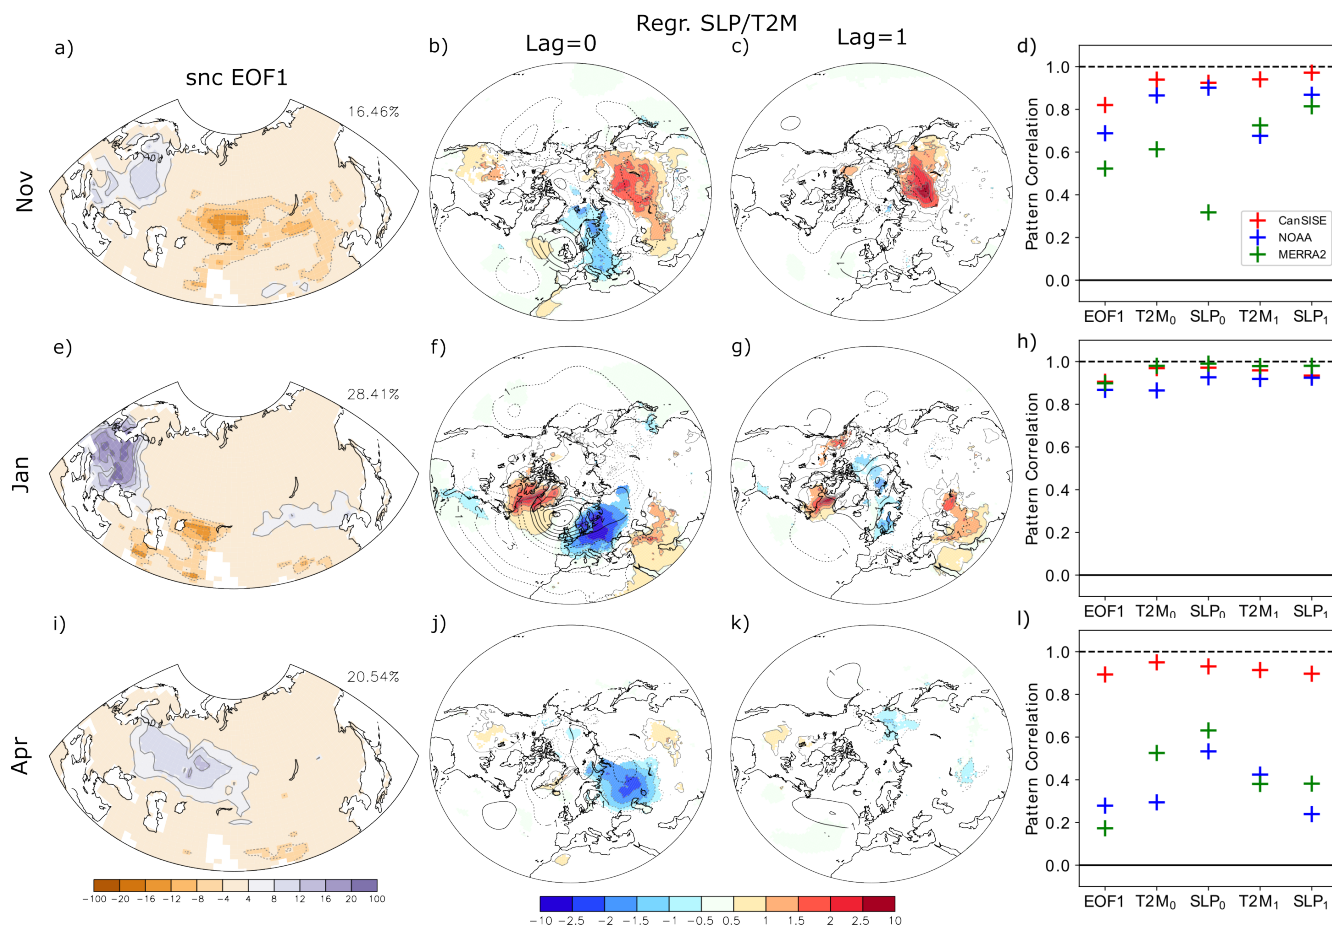 Regr. SLP/T2M
a)
b)
Lag=0
c)
Lag=1
d)
snc EOF1
16.46%
Nov
Pattern Correlation
1.0
0.8
0.6
0.4
0.2
0.0
CanSISE
NOAA
MERRA2
EOF1 T2M₀ SLP₀ T2M₁ SLP₁
e)
f)
g)
h)
28.41%
Jan
Pattern Correlation
1.0
0.8
0.6
0.4
0.2
0.0
EOF1 T2M₀ SLP₀ T2M₁ SLP₁
i)
j)
k)
l)
20.54%
Apr
Pattern Correlation
1.0
0.8
0.6
0.4
0.2
0.0
EOF1 T2M₀ SLP₀ T2M₁ SLP₁
−100 −20 −16 −12 −8 −4 4 8 12 16 20 100
−10 −2.5 −2 −1.5 −1 −0.5 0.5 1 1.5 2 2.5 10